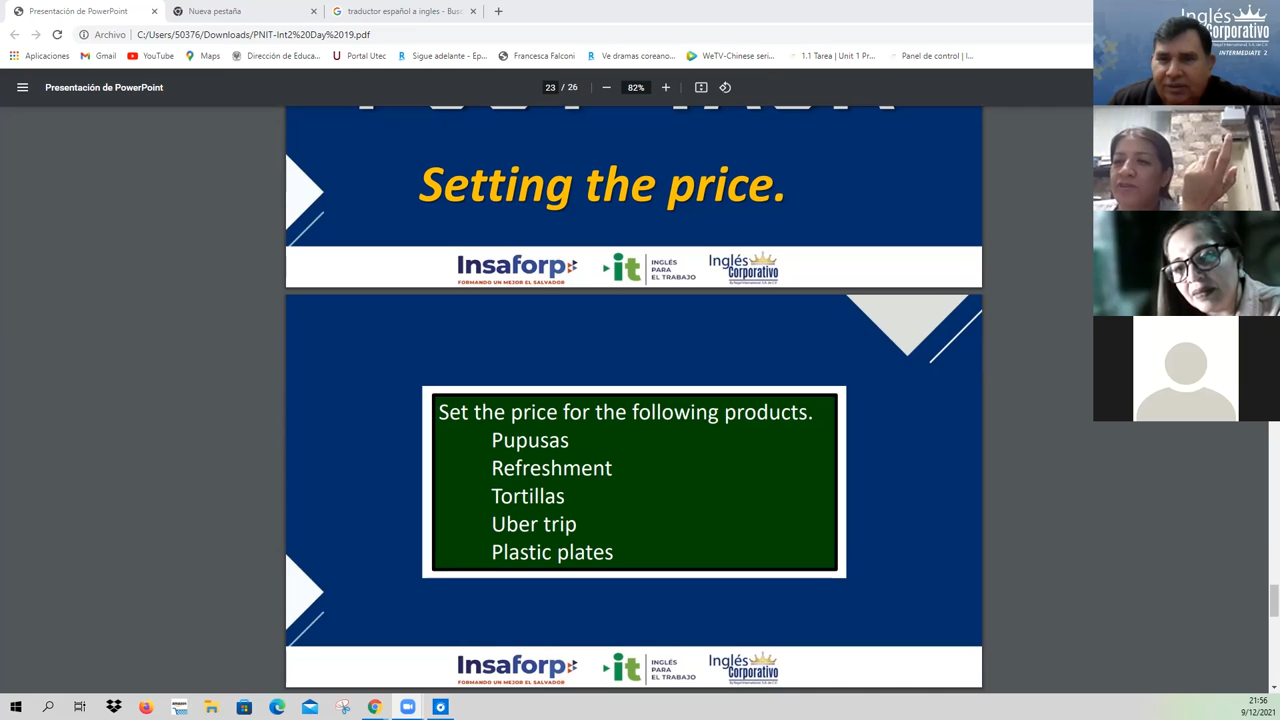 Presentación de PowerPoint
Nueva pestaña
traductor español a ingles - Bus
Archivo
C:/Users/50376/Downloads/PNIT-Int2%20Day%2019.pdf
Aplicaciones
Gmail
YouTube
Maps
Dirección de Educa...
Portal Utec
Sigue adelante - Ep...
Francesca Falconi
Ve dramas coreano...
WeTV-Chinese seri...
1.1 Tarea | Unit 1 Pr...
Panel de control | (...
Presentación de PowerPoint
23 / 26
82%
Setting the price.
Insaforp
FORMANDO UN MEJOR EL SALVADOR
it
INGLÉS
PARA
EL TRABAJO
Inglés
Corporativo
Set the price for the following products.
Pupusas
Refreshment
Tortillas
Uber trip
Plastic plates
Insaforp
FORMANDO UN MEJOR EL SALVADOR
it
INGLÉS
PARA
EL TRABAJO
Inglés
Corporativo
Inglés
Corporativo
INTERMEDIATE 2
amazon
21:56
9/12/2021